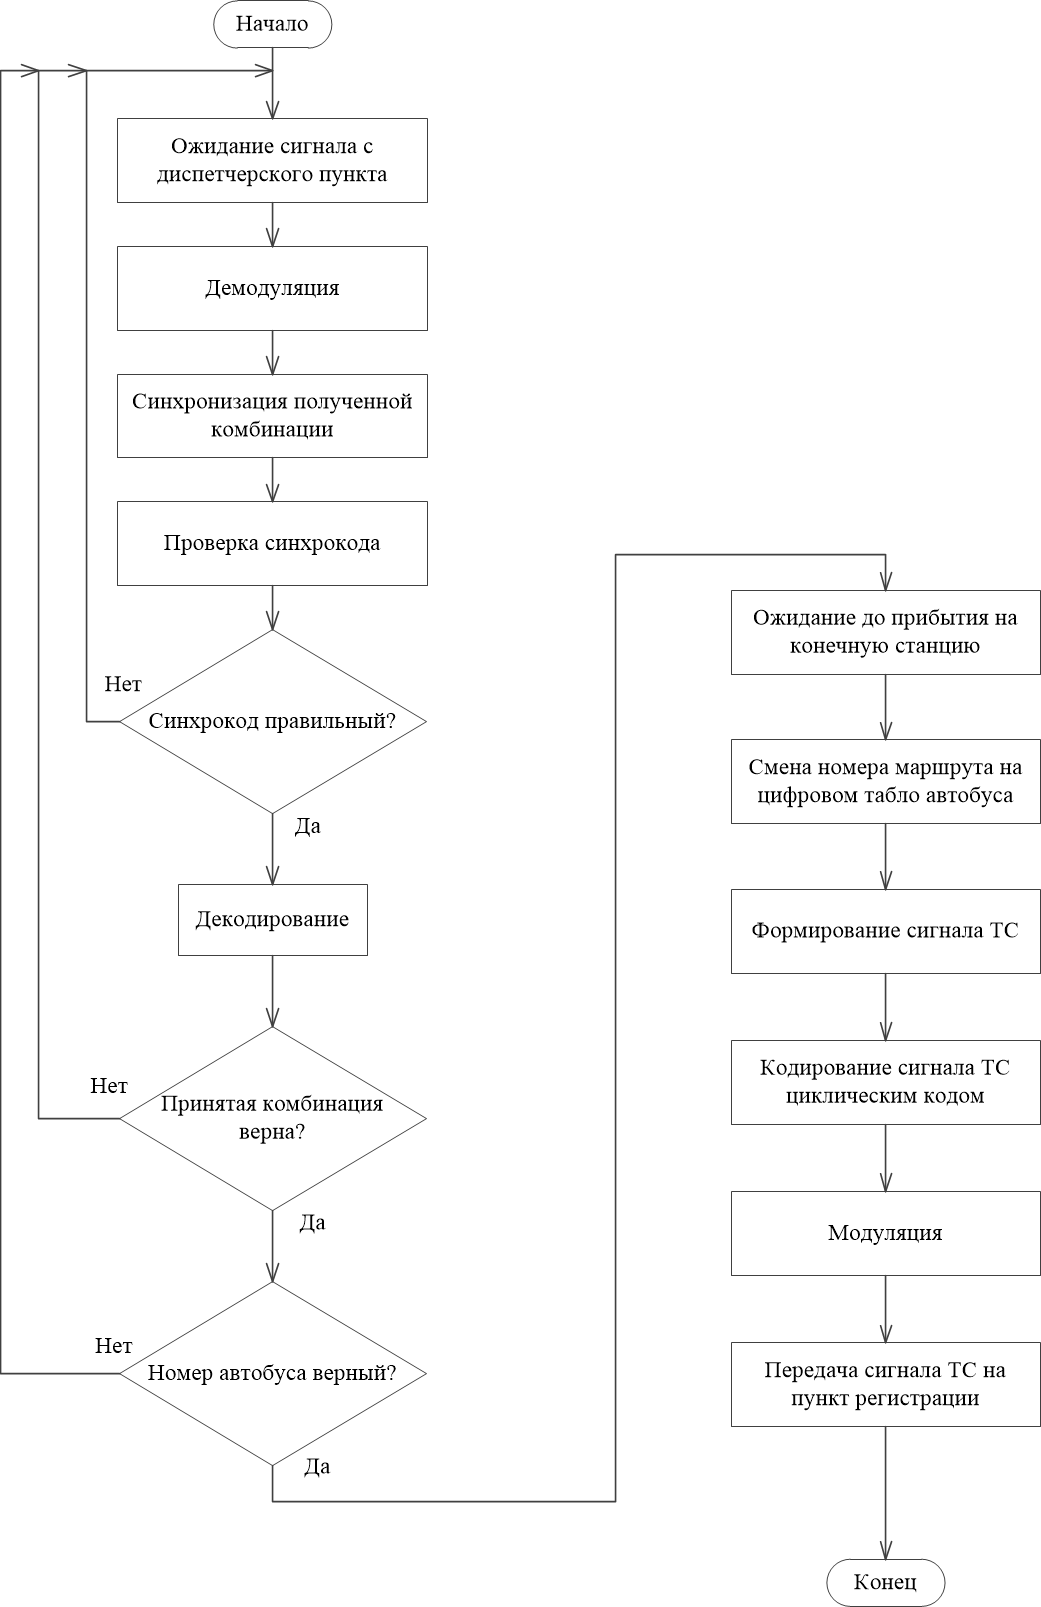 Начало
Ожидание сигнала с
диспетчерского пункта
Демодуляция
Синхронизация полученной
комбинации
Проверка синхрокода
Нет
Синхрокод правильный?
Да
Декодирование
Нет
Принятая комбинация
верна?
Да
Нет
Номер автобуса верный?
Да
Ожидание до прибытия на
конечную станцию
Смена номера маршрута на
цифровом табло автобуса
Формирование сигнала ТС
Кодирование сигнала ТС
циклическим кодом
Модуляция
Передача сигнала ТС на
пункт регистрации
Конец